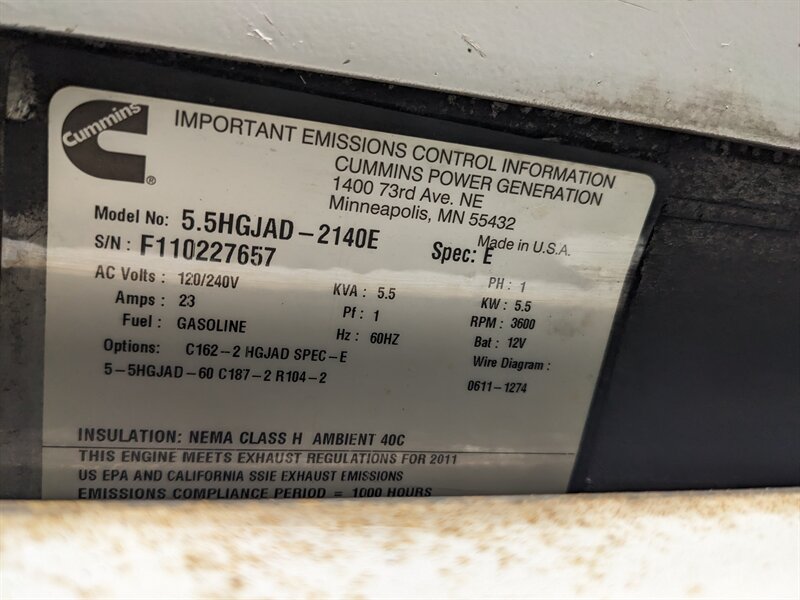 Cummins ®
IMPORTANT EMISSIONS CONTROL INFORMATION
CUMMINS POWER GENERATION
1400 73rd Ave. NE
Minneapolis, MN 55432
Made in U.S.A.
Model No: 5.5HGJAD-2140E Spec: E
S/N : F110227657
AC Volts : 120/240V KVA : 5.5 PH : 1
Amps : 23 Pf : 1 KW : 5.5
Fuel : GASOLINE Hz : 60HZ RPM : 3600
Options: C162-2 HGJAD SPEC-E Bat : 12V
5-5HGJAD-60 C187-2 R104-2 Wire Diagram :
0611-1274
INSULATION: NEMA CLASS H AMBIENT 40C
THIS ENGINE MEETS EXHAUST REGULATIONS FOR 2011
US EPA AND CALIFORNIA SSIE EXHAUST EMISSIONS
EMISSIONS COMPLIANCE PERIOD = 1000 HOURS